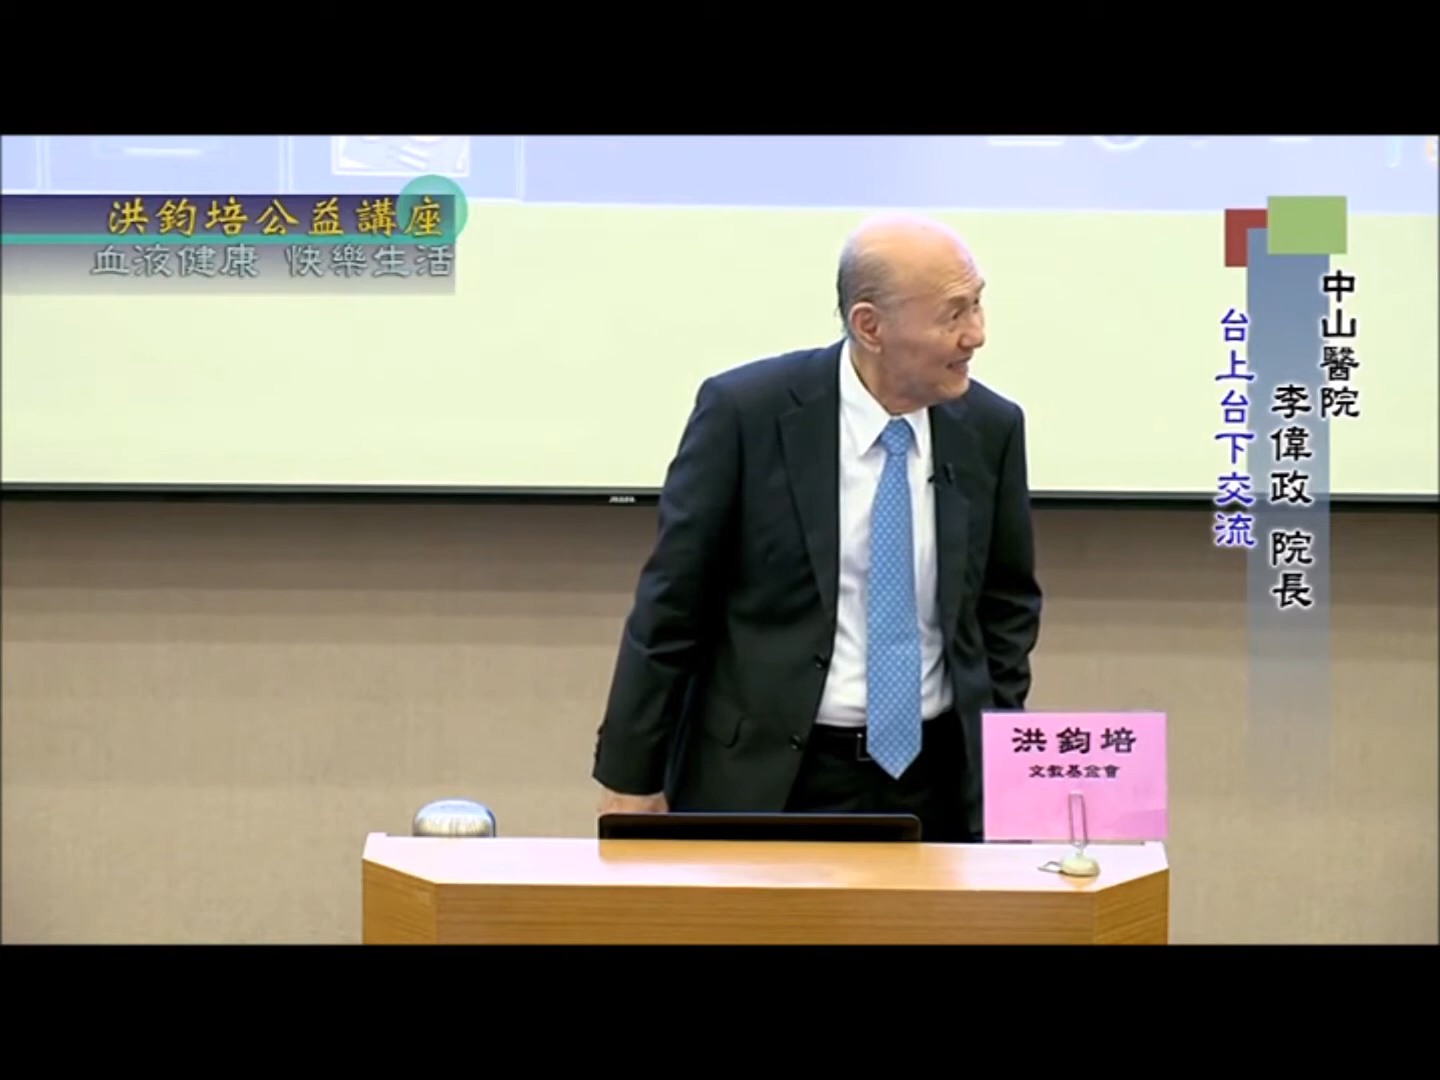 洪鈞培公益講座
血液健康 快樂生活
中山醫院
李偉政 院長
台上台下交流
洪鈞培
文教基金會